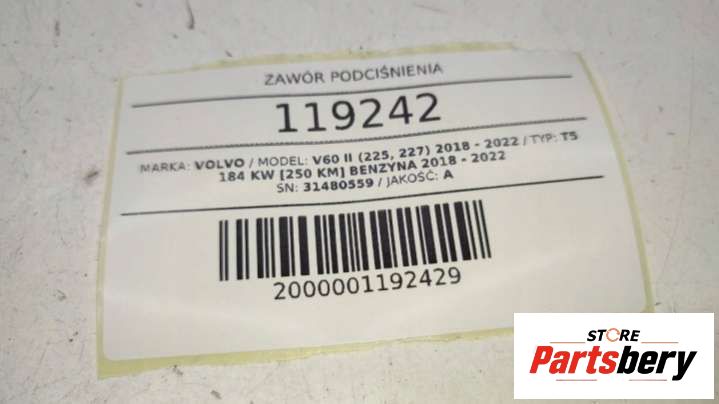 ZAWÓR PODCIŚNIENIA
119242
MARKA: VOLVO / MODEL: V60 II (225, 227) 2018 - 2022 / TYP: T5
184 KW [250 KM] BENZYNA 2018 - 2022
SN: 31480559 / JAKOŚĆ: A
2000001192429
STORE
Partsbery